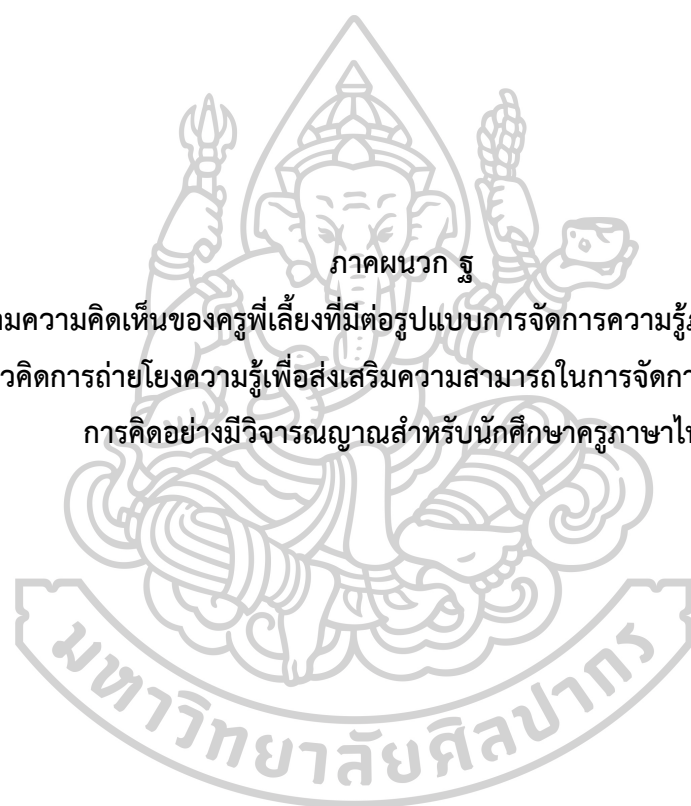 ภาคผนวก ฐ
ความคิดเห็นของครูพี่เลี้ยงที่มีต่อรูปแบบการจัดการความรู้
การถ่ายโยงความรู้เพื่อส่งเสริมความสามารถในการ
การคิดอย่างมีวิจารณญาณสำหรับนักศึกษาครูภาษา
มหาวิทยาลัยศิลปากร